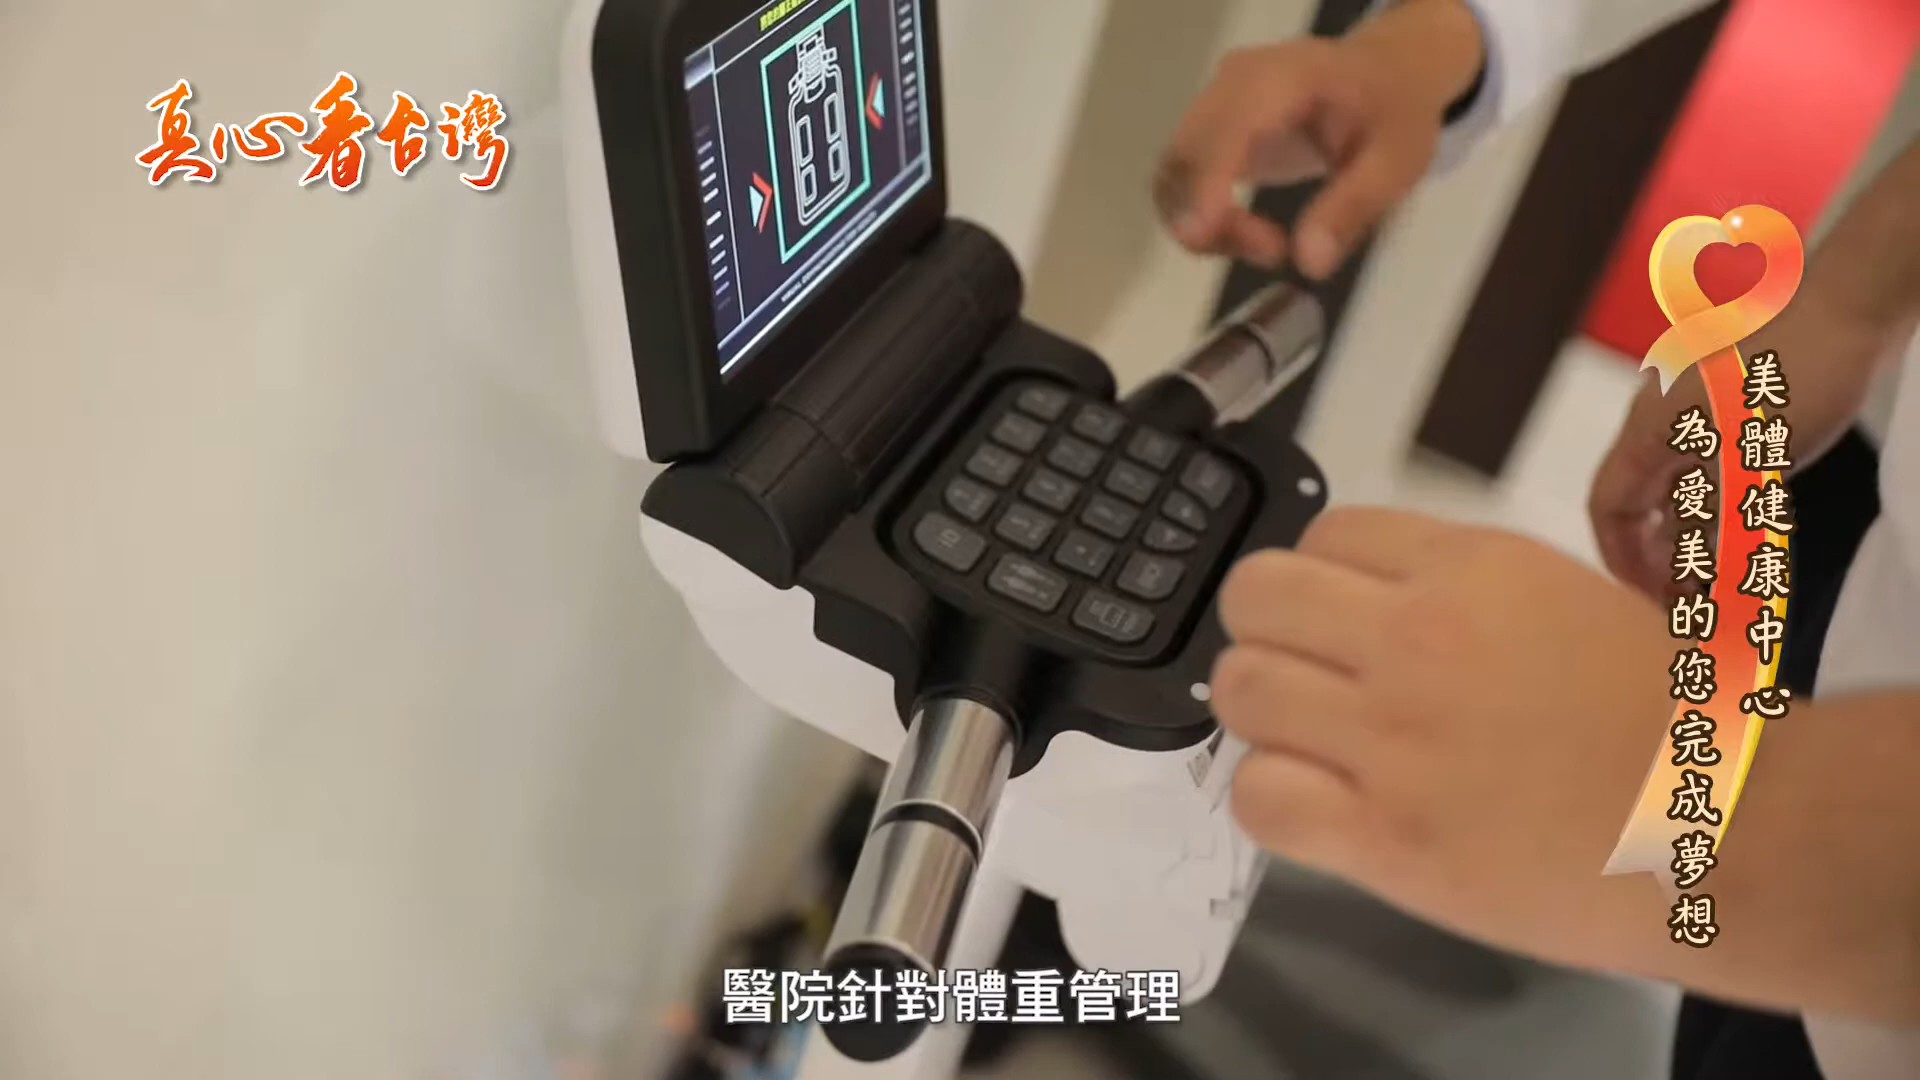 真心看台灣
美體健康中心
為愛美的您完成夢想
醫院針對體重管理